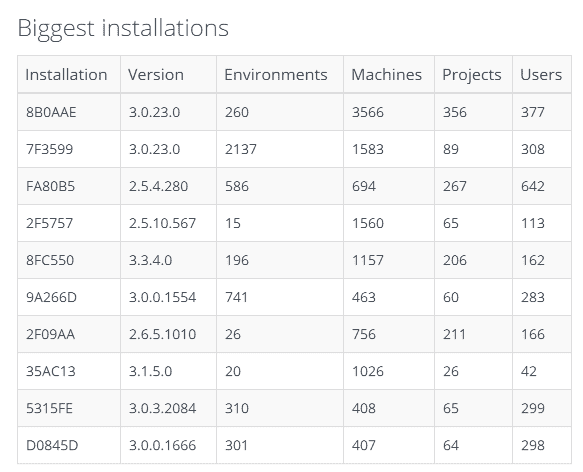 Biggest installations
Installation Version Environments Machines Projects Users
8B0AAE 3.0.23.0 260 3566 356 377
7F3599 3.0.23.0 2137 1583 89 308
FA80B5 2.5.4.280 586 694 267 642
2F5757 2.5.10.567 15 1560 65 113
8FC550 3.3.4.0 196 1157 206 162
9A266D 3.0.0.1554 741 463 60 283
2F09AA 2.6.5.1010 26 756 211 166
35AC13 3.1.5.0 20 1026 26 42
5315FE 3.0.3.2084 310 408 65 299
D0845D 3.0.0.1666 301 407 64 298